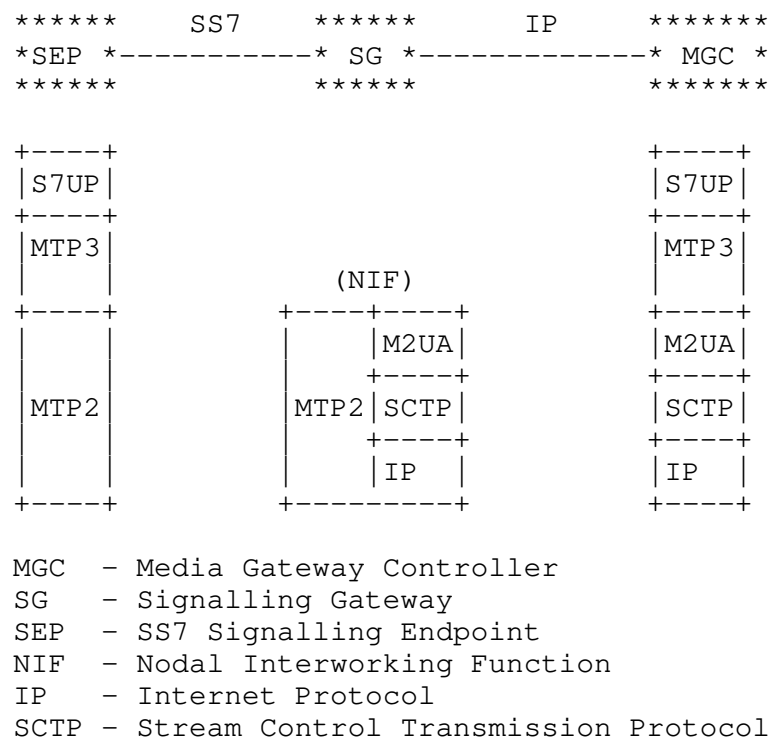 ******    SS7    ******      IP      *******
*SEP *-----------* SG *-------------* MGC *
******           ******             *******
+----+                              +----+
|S7UP|                              |S7UP|
+----+                              +----+
|MTP3|                              |MTP3|
|    |            (NIF)             |    |
+----+         +----+----+          +----+
|    |         |    |M2UA|          |M2UA|
|    |         |    +----+          +----+
|MTP2|         |MTP2|SCTP|          |SCTP|
|    |         |    +----+          +----+
|    |         |    |IP  |          |IP  |
+----+         +---------+          +----+
MGC  - Media Gateway Controller
SG   - Signalling Gateway
SEP  - SS7 Signalling Endpoint
NIF  - Nodal Interworking Function
IP   - Internet Protocol
SCTP - Stream Control Transmission Protocol